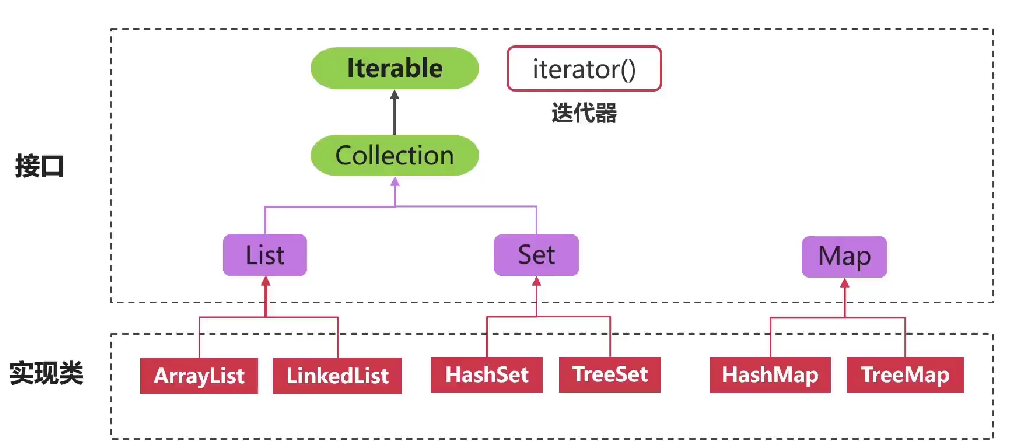 Iterable
iterator()
迭代器
接口
Collection
List
Set
Map
实现类
ArrayList
LinkedList
HashSet
TreeSet
HashMap
TreeMap